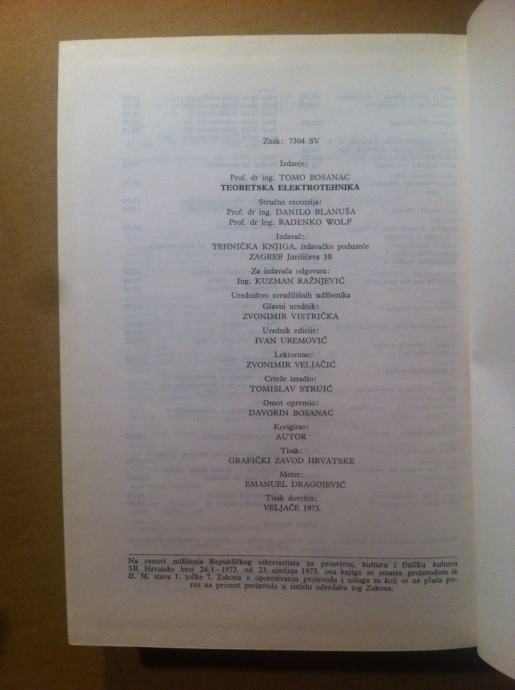 Znak: 7304 SV
Izdanje:
Prof. dr ing. TOMO BOSANAC
TEORETSKA ELEKTROTEHNIKA
Stručna recenzija:
Prof. dr ing. DANILO BLANUŠA
Prof. dr ing. RADENKO WOLF
Izdavač:
TEHNIČKA KNJIGA, izdavačko poduzeće
ZAGREB Jurišićeva 10
Za izdavača odgovara:
Ing. KUZMAN RAŽNJEVIĆ
Uredništvo sveučilišnih udžbenika
Glavni urednik:
ZVONIMIR VISTRIČKA
Urednik edicije:
IVAN UREMOVIĆ
Lektorirao:
ZVONIMIR VELJAČIĆ
Crteže izradio:
TOMISLAV STRUIĆ
Omot opremio:
DAVORIN BOSANAC
Korigirao:
AUTOR
Tisak:
GRAFIČKI ZAVOD HRVATSKE
Meter:
EMANUEL DRAGOJEVIĆ
Tisak dovršen:
VELJAČE 1973.
Na osnovi mišljenja Republičkog sekretarijata za prosvjetu, kulturu i fizičku kulturu
SR Hrvatske broj 24/1-1973. od 23. siječnja 1973. ova knjiga se smatra proizvodom iz
čl. 36. stava 1. točke 7. Zakona o oporezivanju proizvoda i usluga za koji se ne plaća po-
rez na promet proizvoda u smislu odredaba tog Zakona.